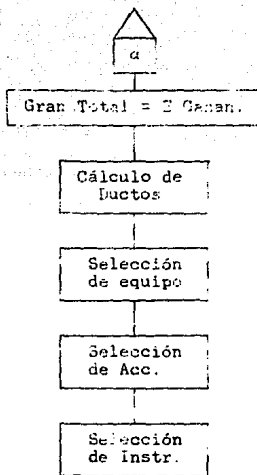 α
Gran Total = Σ Ganan.
Cálculo de
Ductos
Selección
de equipo
Selección
de Acc.
Selección
de Instr.